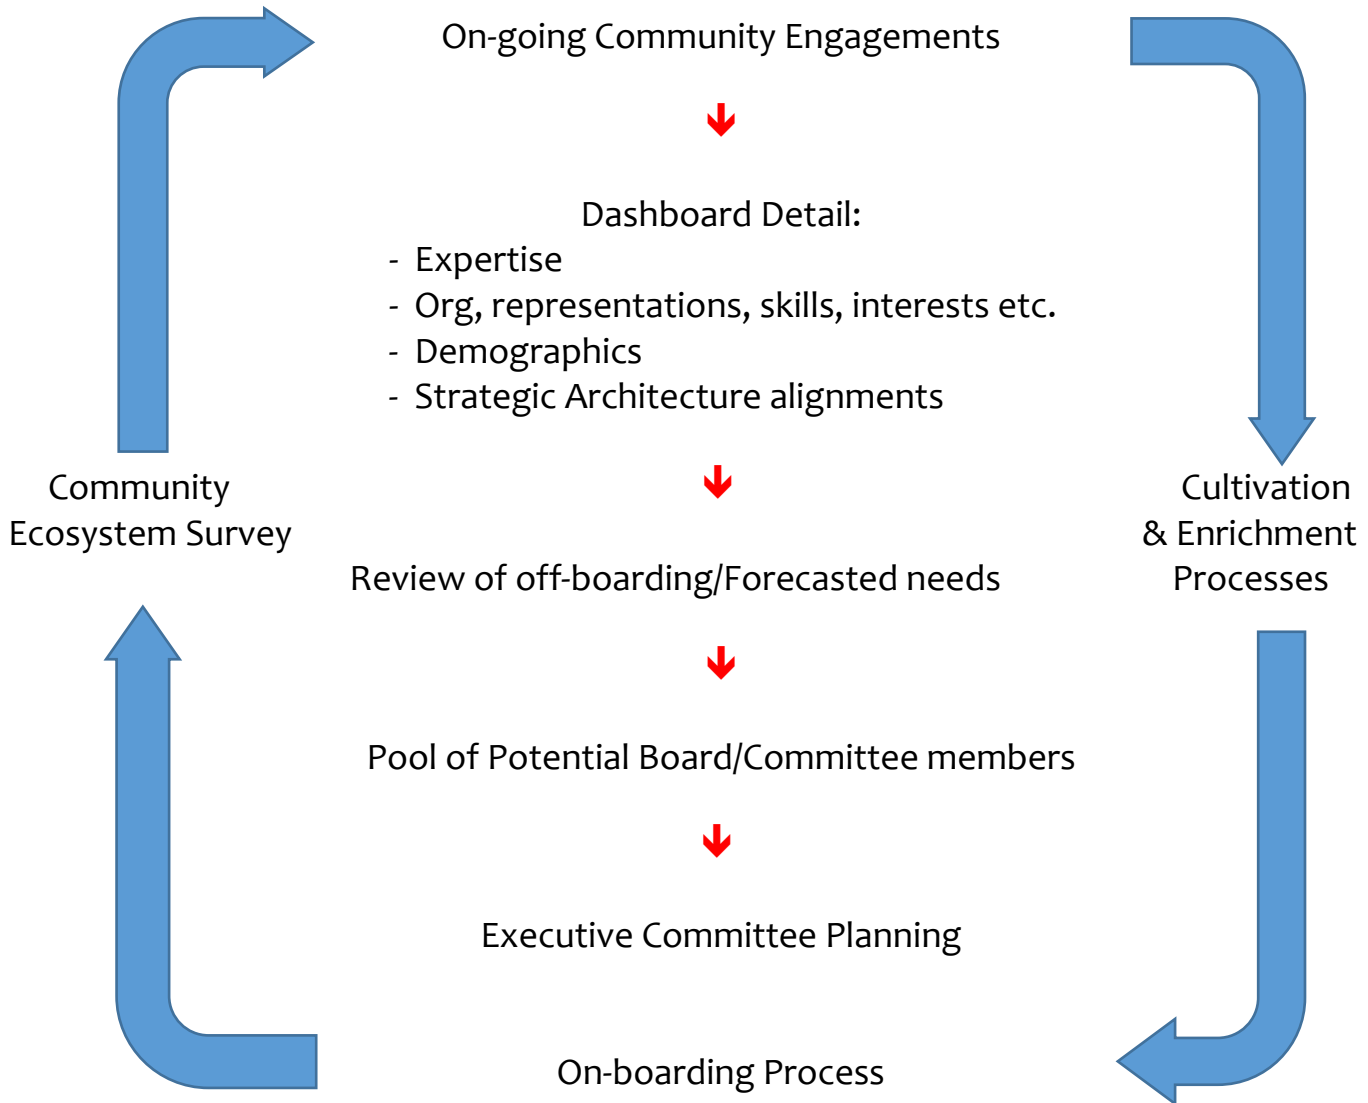 On-going Community Engagements
Dashboard Detail:
- Expertise
- Org, representations, skills, interests etc.
- Demographics
- Strategic Architecture alignments
Community
Ecosystem Survey
Cultivation
& Enrichment
Processes
Review of off-boarding/Forecasted needs
Pool of Potential Board/Committee members
Executive Committee Planning
On-boarding Process